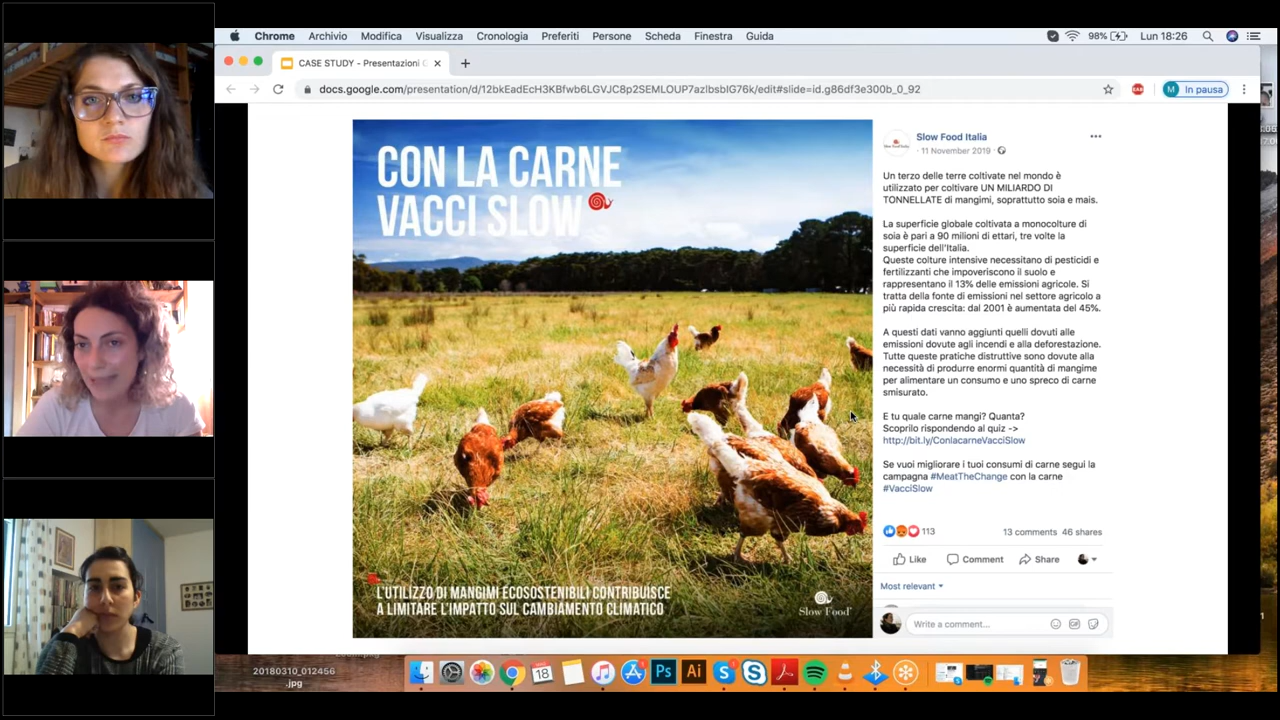 Chrome Archivio Modifica Visualizza Cronologia Preferiti Persone Scheda Finestra Guida
98% Lun 18:26
CASE STUDY - Presentazioni G
docs.google.com/presentation/d/12bkEadEcH3KBfwb6LGVJC8p2SEMLOUP7azlbsblG76k/edit#slide=id.g86df3e300b_0_92
M In pausa
CON LA CARNE
VACCI SLOW
L'UTILIZZO DI MANGIMI ECOSOSTENIBILI CONTRIBUISCE
A LIMITARE L'IMPATTO SUL CAMBIAMENTO CLIMATICO
Slow Food®
Slow Food Italia
11 November 2019
Un terzo delle terre coltivate nel mondo è
utilizzato per coltivare UN MILIARDO DI
TONNELLATE di mangimi, soprattutto soia e mais.
La superficie globale coltivata a monocolture di
soia è pari a 90 milioni di ettari, tre volte la
superficie dell'Italia.
Queste colture intensive necessitano di pesticidi e
fertilizzanti che impoveriscono il suolo e
rappresentano il 13% delle emissioni agricole. Si
tratta della fonte di emissioni nel settore agricolo a
più rapida crescita: dal 2001 è aumentata del 45%.
A questi dati vanno aggiunti quelli dovuti alle
emissioni dovute agli incendi e alla deforestazione.
Tutte queste pratiche distruttive sono dovute alla
necessità di produrre enormi quantità di mangime
per alimentare un consumo e uno spreco di carne
smisurato.
E tu quale carne mangi? Quanta?
Scoprilo rispondendo al quiz ->
http://bit.ly/ConlacarneVacciSlow
Se vuoi migliorare i tuoi consumi di carne segui la
campagna #MeatTheChange con la carne
#VacciSlow
113 13 comments 46 shares
Like Comment Share
Most relevant
Write a comment... GIF
20180310_012456
.jpg
18
Ps Ai